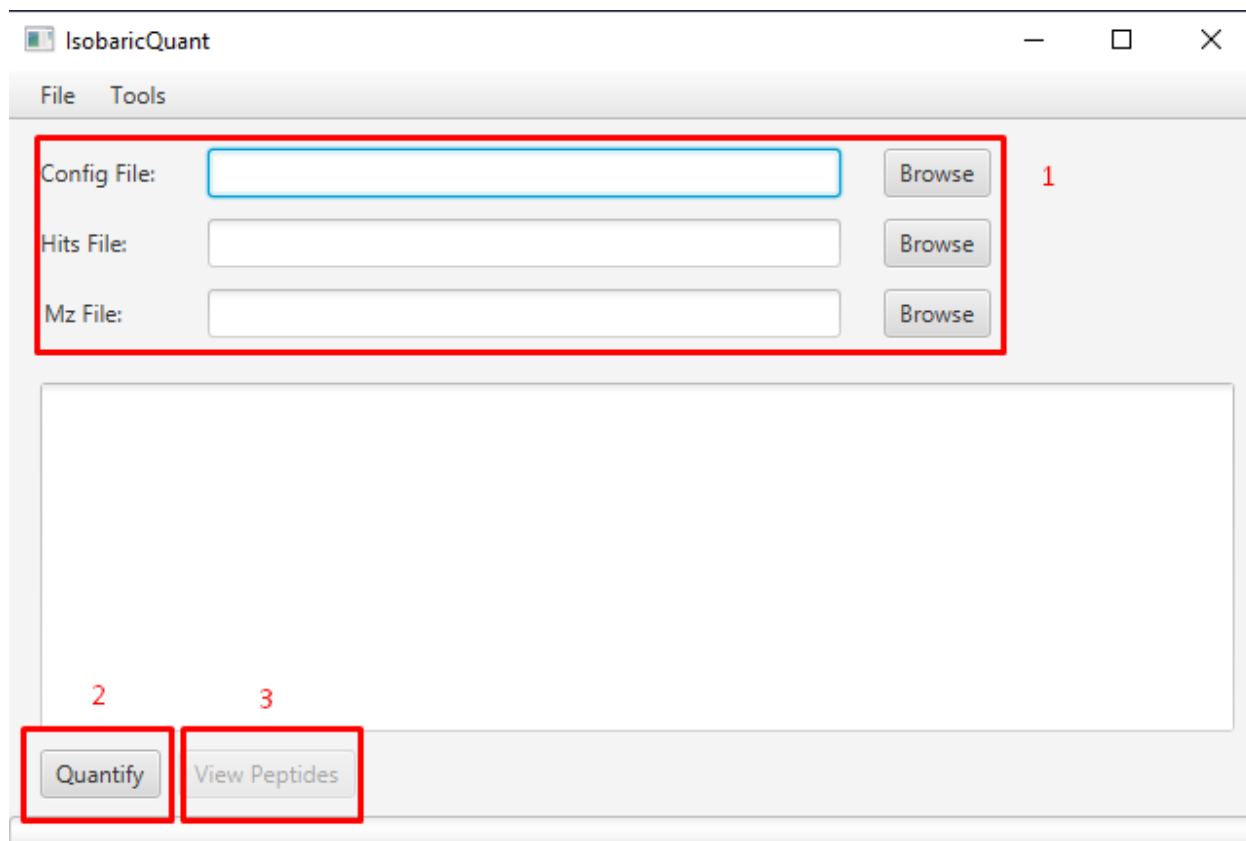 IsobaricQuant
File Tools
Config File: Browse 1
Hits File: Browse
Mz File: Browse
2 3
Quantify View Peptides